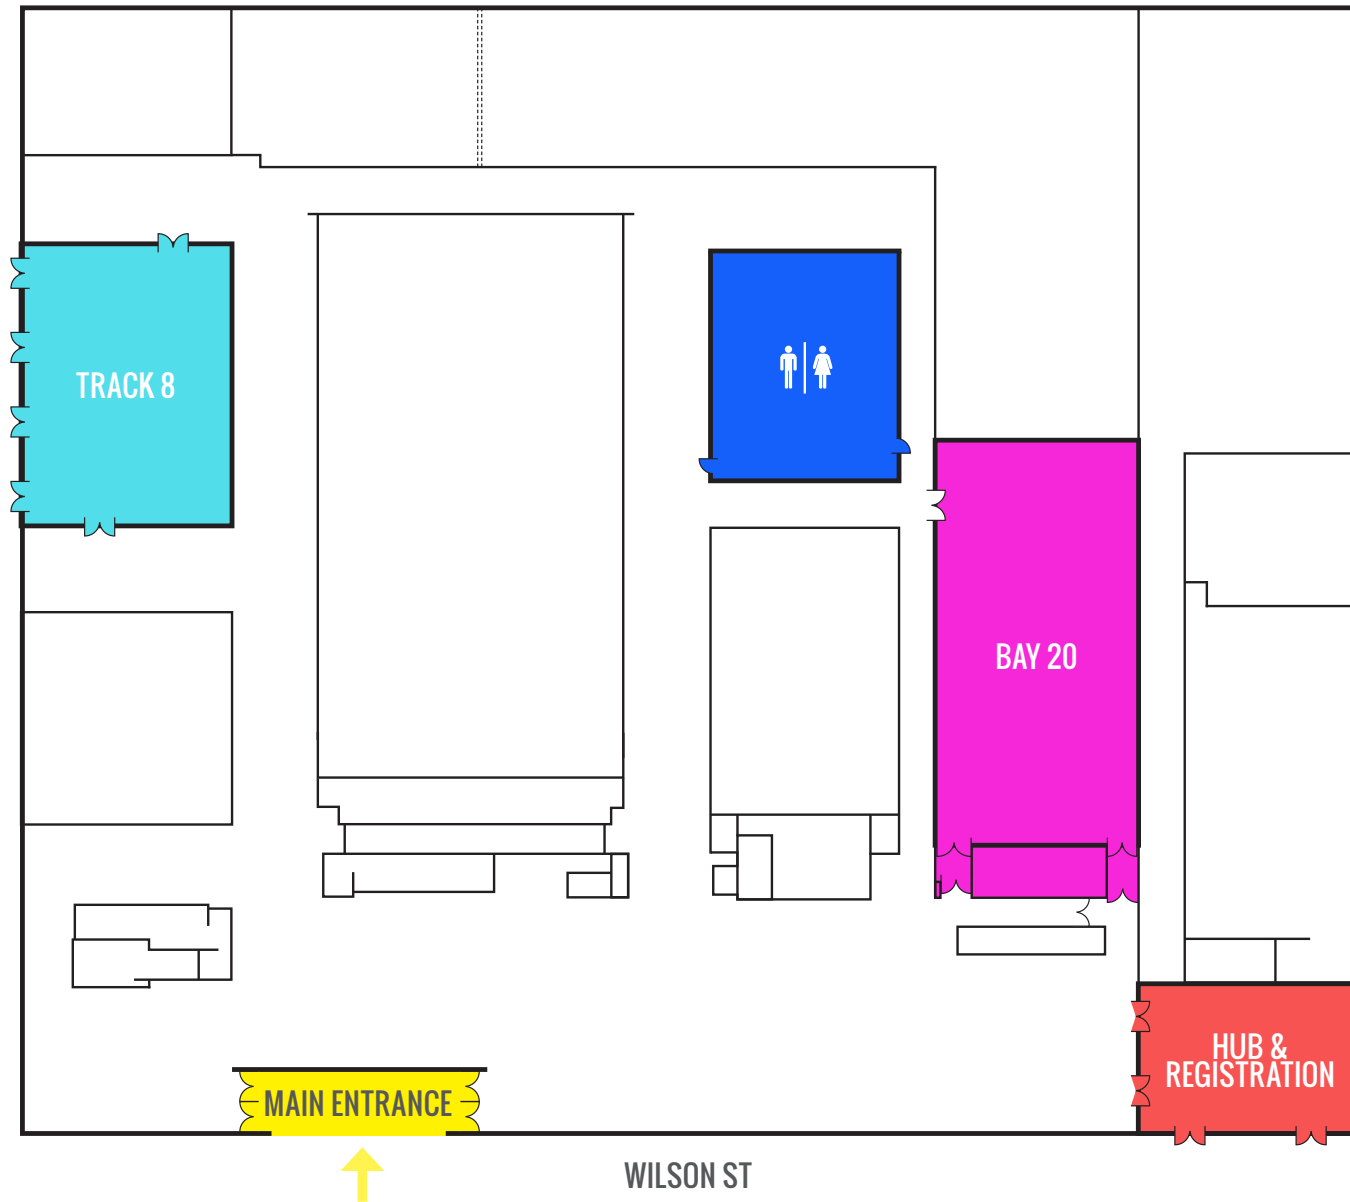 TRACK 8
BAY 20
HUB &
REGISTRATION
MAIN ENTRANCE
WILSON ST